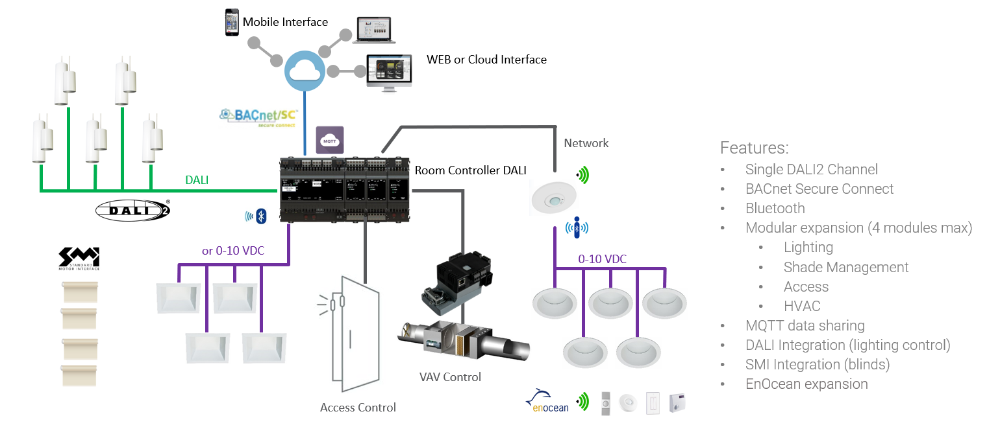 Mobile Interface
WEB or Cloud Interface
BACnet/SC™
secure connect
MQTT
Network
Room Controller DALI
DALI
DALI 2 ®
or 0-10 VDC
0-10 VDC
SMI
STANDARD
MOTOR INTERFACE
VAV Control
Access Control
enocean
Features:
• Single DALI2 Channel
• BACnet Secure Connect
• Bluetooth
• Modular expansion (4 modules max)
• Lighting
• Shade Management
• Access
• HVAC
• MQTT data sharing
• DALI Integration (lighting control)
• SMI Integration (blinds)
• EnOcean expansion